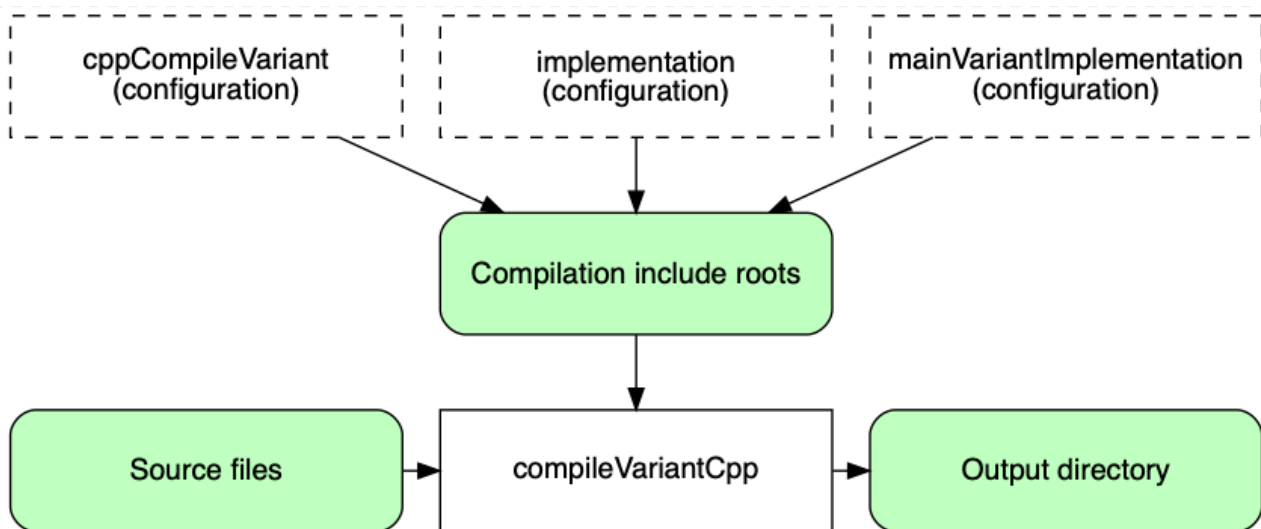 cppCompileVariant
(configuration)
implementation
(configuration)
mainVariantImplementation
(configuration)
Compilation include roots
Source files
compileVariantCpp
Output directory